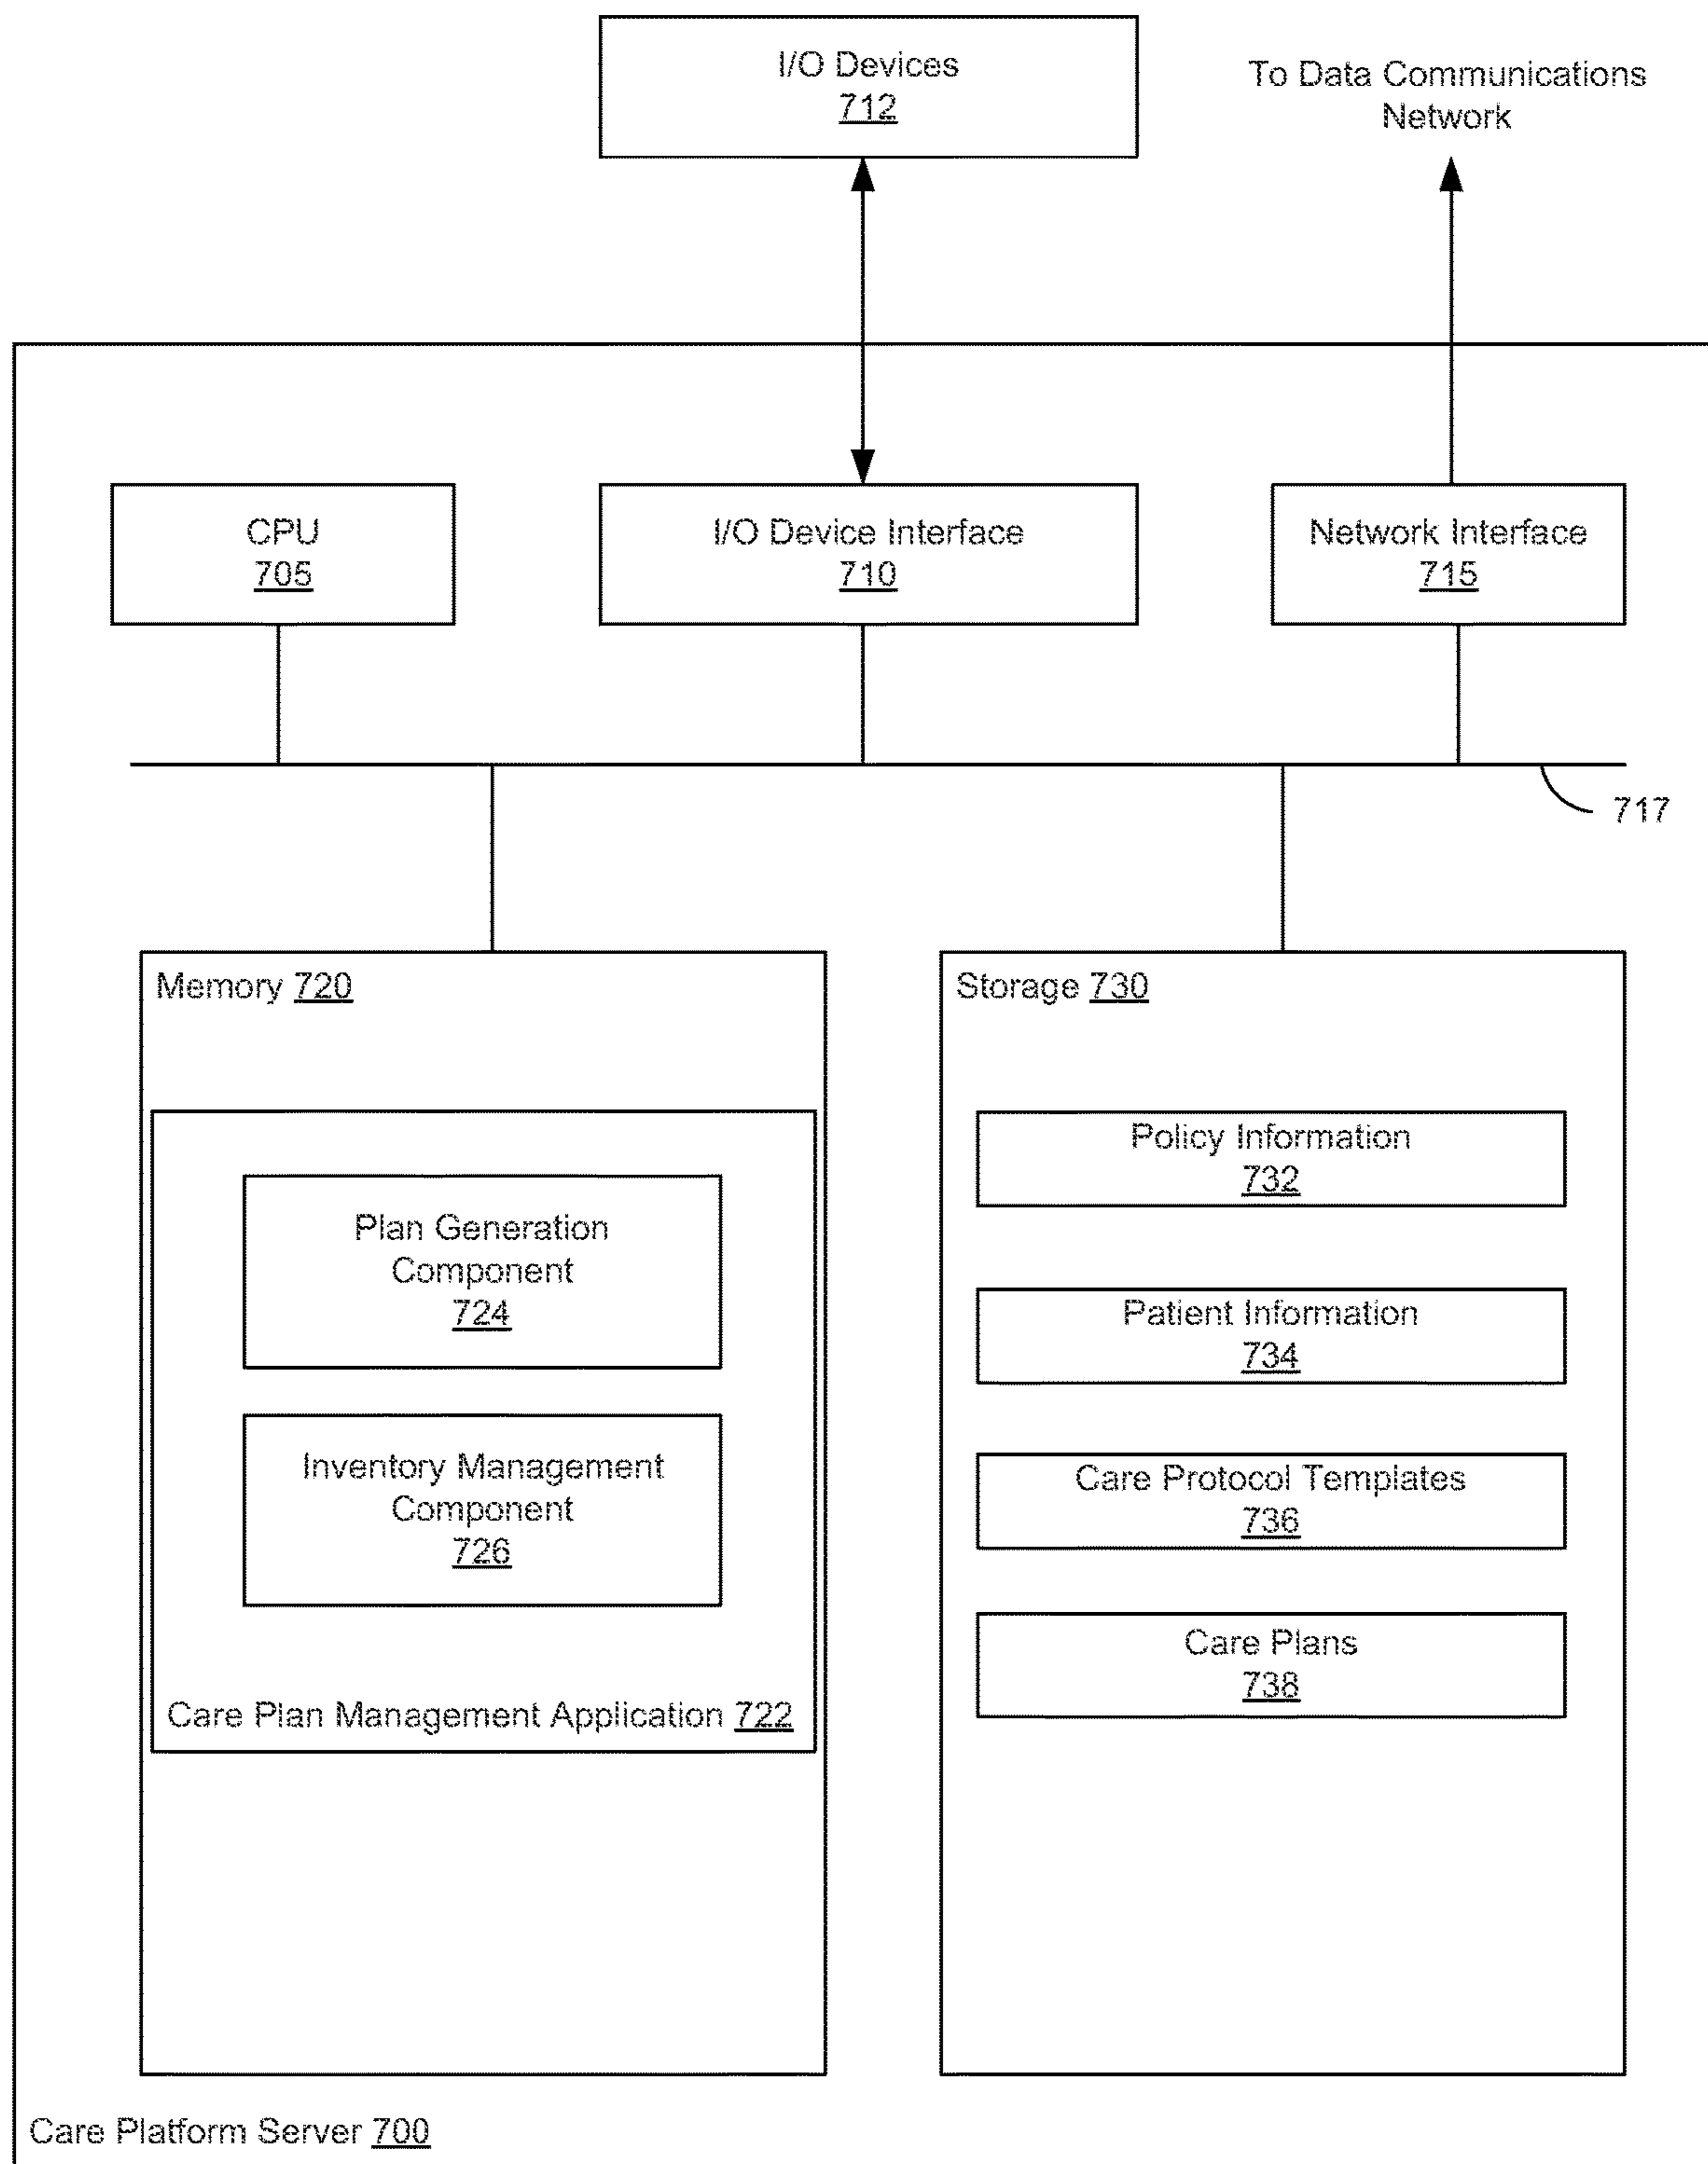 I/O Devices
712
To Data Communications
Network
CPU
705
I/O Device Interface
710
Network Interface
715
717
Memory 720
Plan Generation
Component
724
Inventory Management
Component
726
Care Plan Management Application 722
Storage 730
Policy Information
732
Patient Information
734
Care Protocol Templates
736
Care Plans
738
Care Platform Server 700